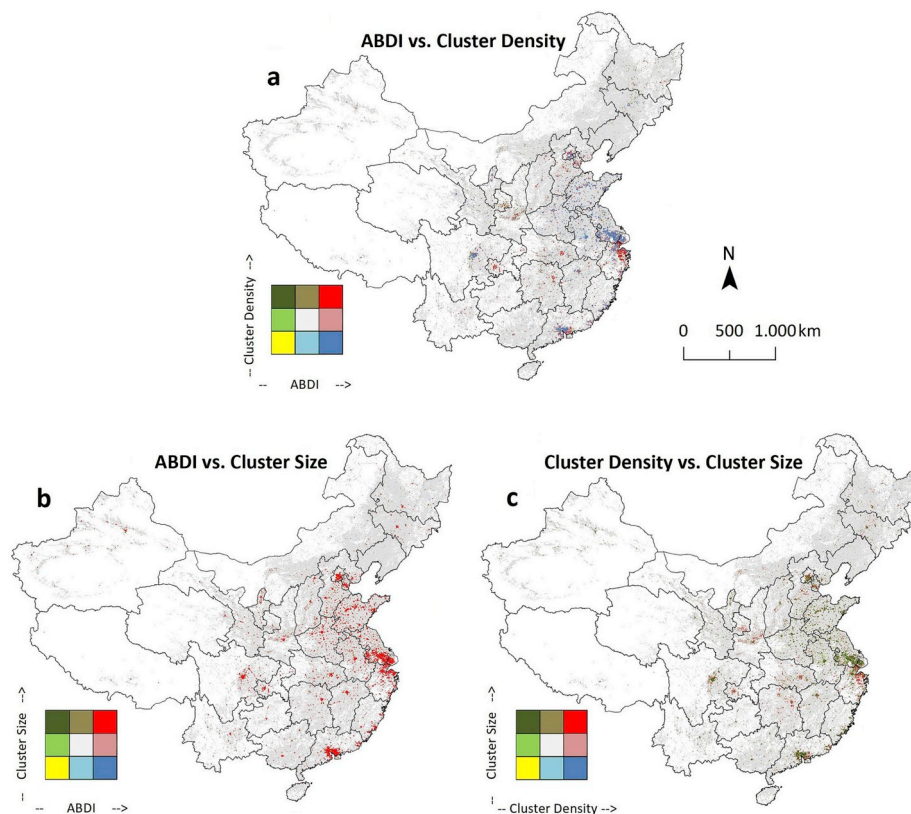 ABDI vs. Cluster Density
a
N
0 500 1.000 km
-- Cluster Density -->
-- ABDI -->
ABDI vs. Cluster Size
b
-- Cluster Size -->
-- ABDI -->
Cluster Density vs. Cluster Size
c
-- Cluster Size -->
-- Cluster Density -->